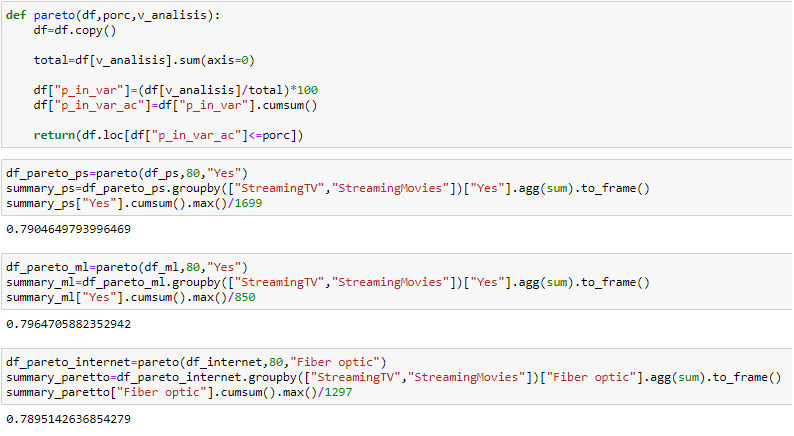 def pareto(df,porc,v_analisis):
    df=df.copy()
    total=df[v_analisis].sum(axis=0)
    df["p_in_var"]=(df[v_analisis]/total)*100
    df["p_in_var_ac"]=df["p_in_var"].cumsum()
    return(df.loc[df["p_in_var_ac"]<=porc])
df_pareto_ps=pareto(df_ps,80,"Yes")
summary_ps=df_pareto_ps.groupby(["StreamingTV","StreamingMovies"])["Yes"].agg(sum).to_frame()
summary_ps["Yes"].cumsum().max()/1699
0.7904649793996469
df_pareto_ml=pareto(df_ml,80,"Yes")
summary_ml=df_pareto_ml.groupby(["StreamingTV","StreamingMovies"])["Yes"].agg(sum).to_frame()
summary_ml["Yes"].cumsum().max()/850
0.7964705882352942
df_pareto_internet=pareto(df_internet,80,"Fiber optic")
summary_paretto=df_pareto_internet.groupby(["StreamingTV","StreamingMovies"])["Fiber optic"].agg(sum).to_frame()
summary_paretto["Fiber optic"].cumsum().max()/1297
0.7895142636854279